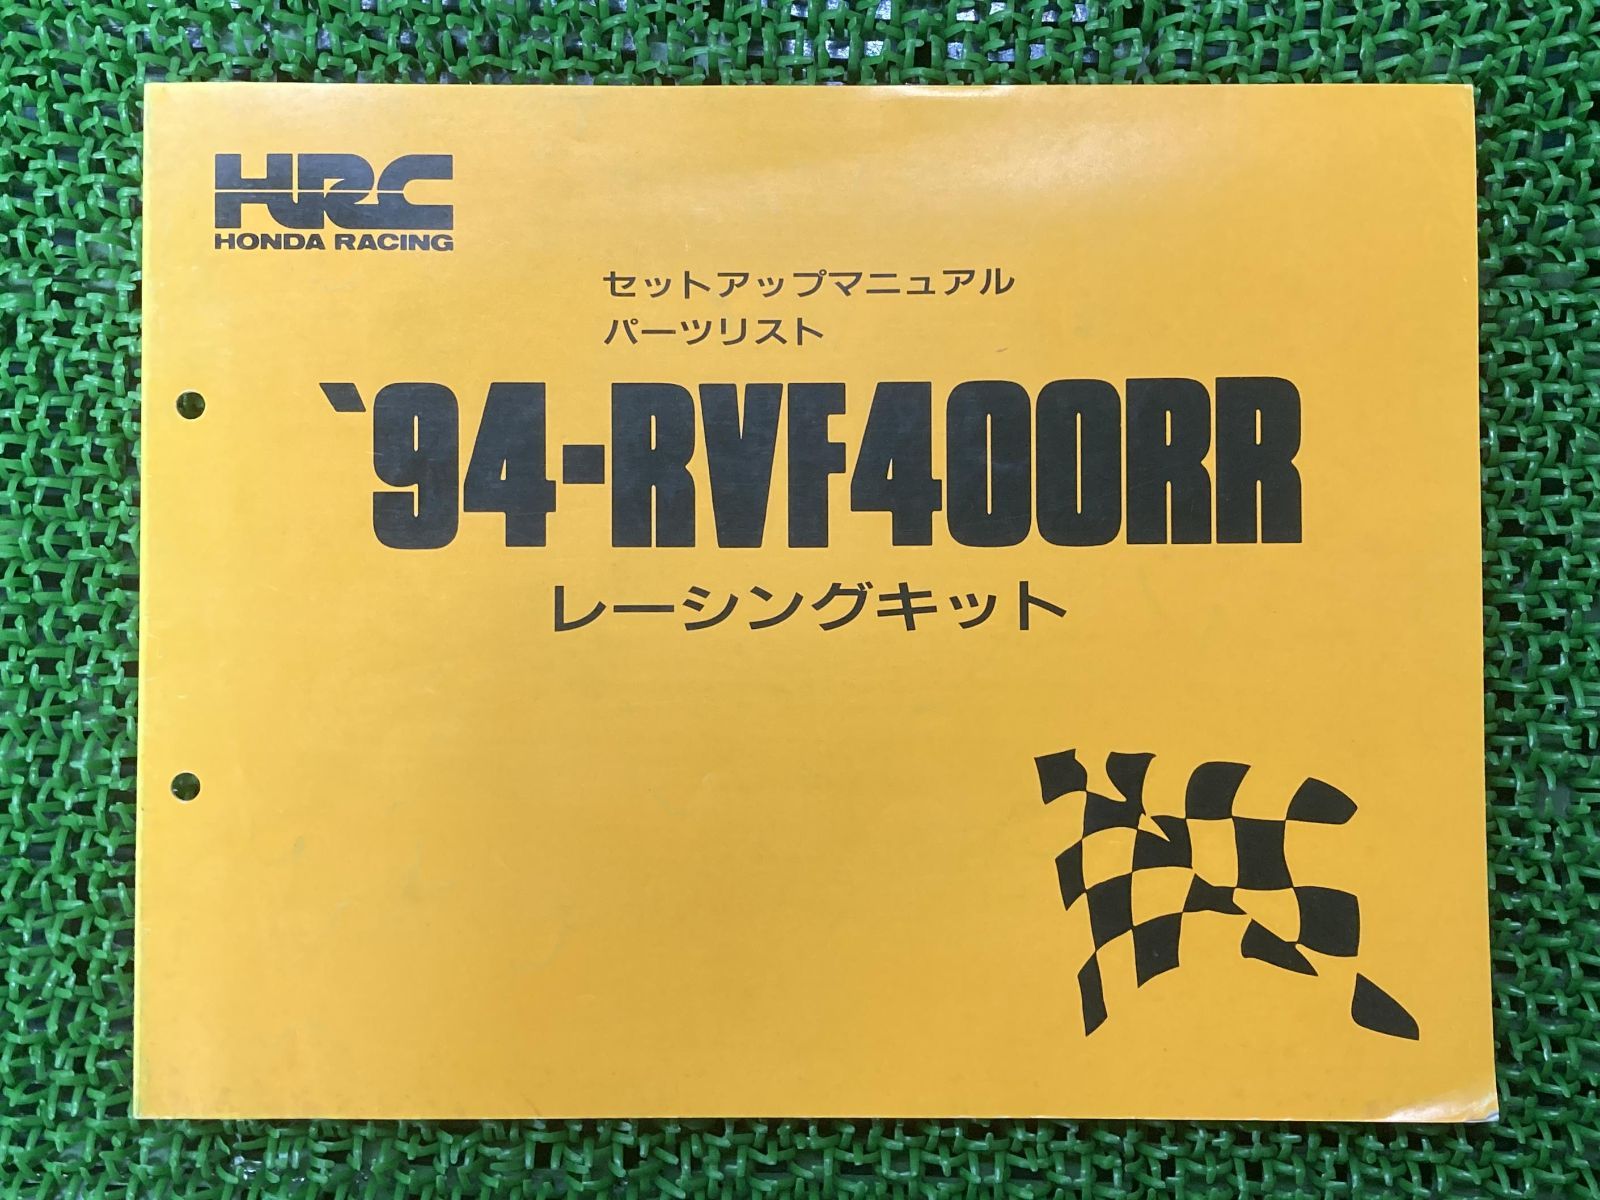 HRC
HONDA RACING
セットアップマニュアル
パーツリスト
`94-RVF400RR
レーシングキット